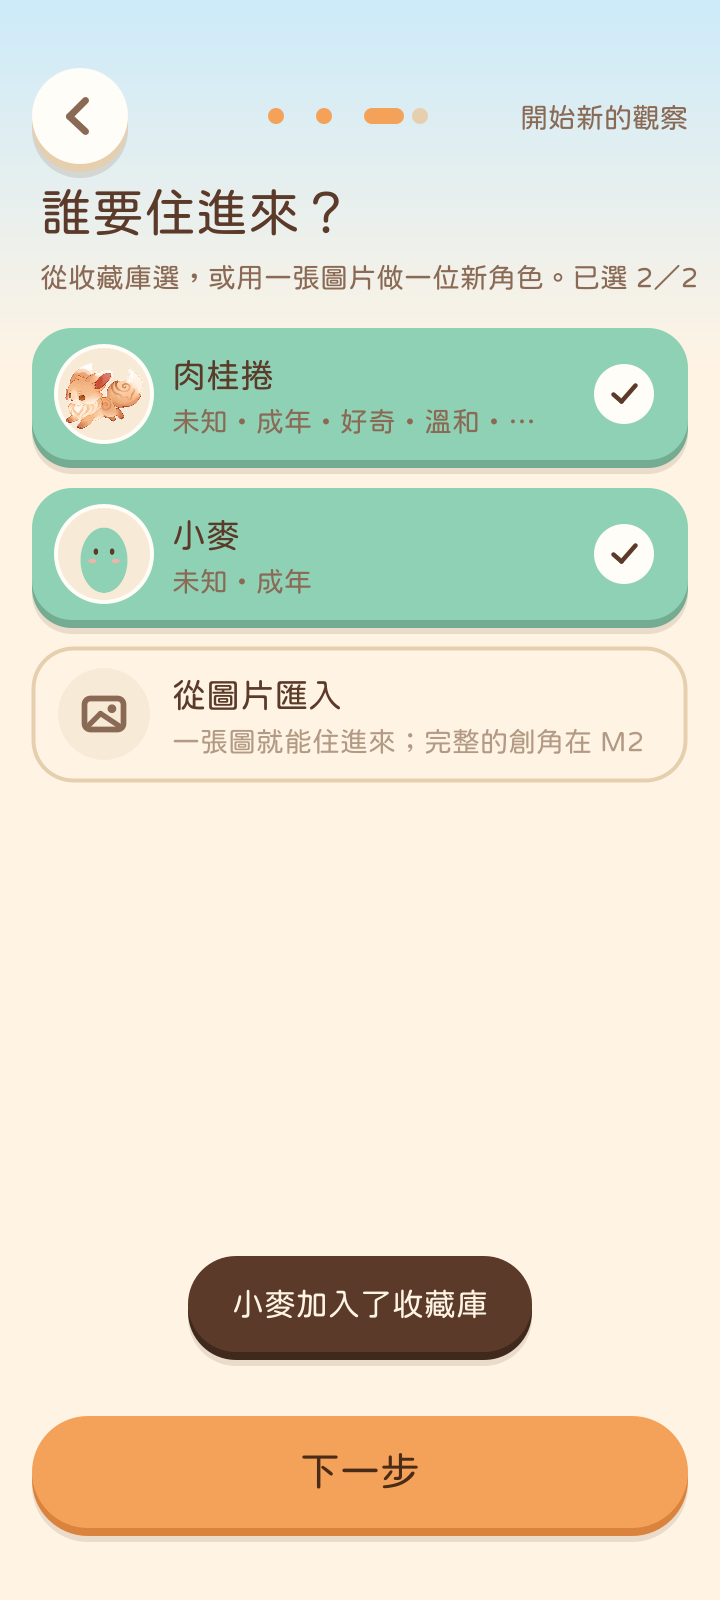 開始新的觀察
誰要住進來？
從收藏庫選，或用一張圖片做一位新角色。已選 2／2
肉桂捲
未知・成年・好奇・溫和・…
小麥
未知・成年
從圖片匯入
一張圖就能住進來；完整的創角在 M2
小麥加入了收藏庫
下一步